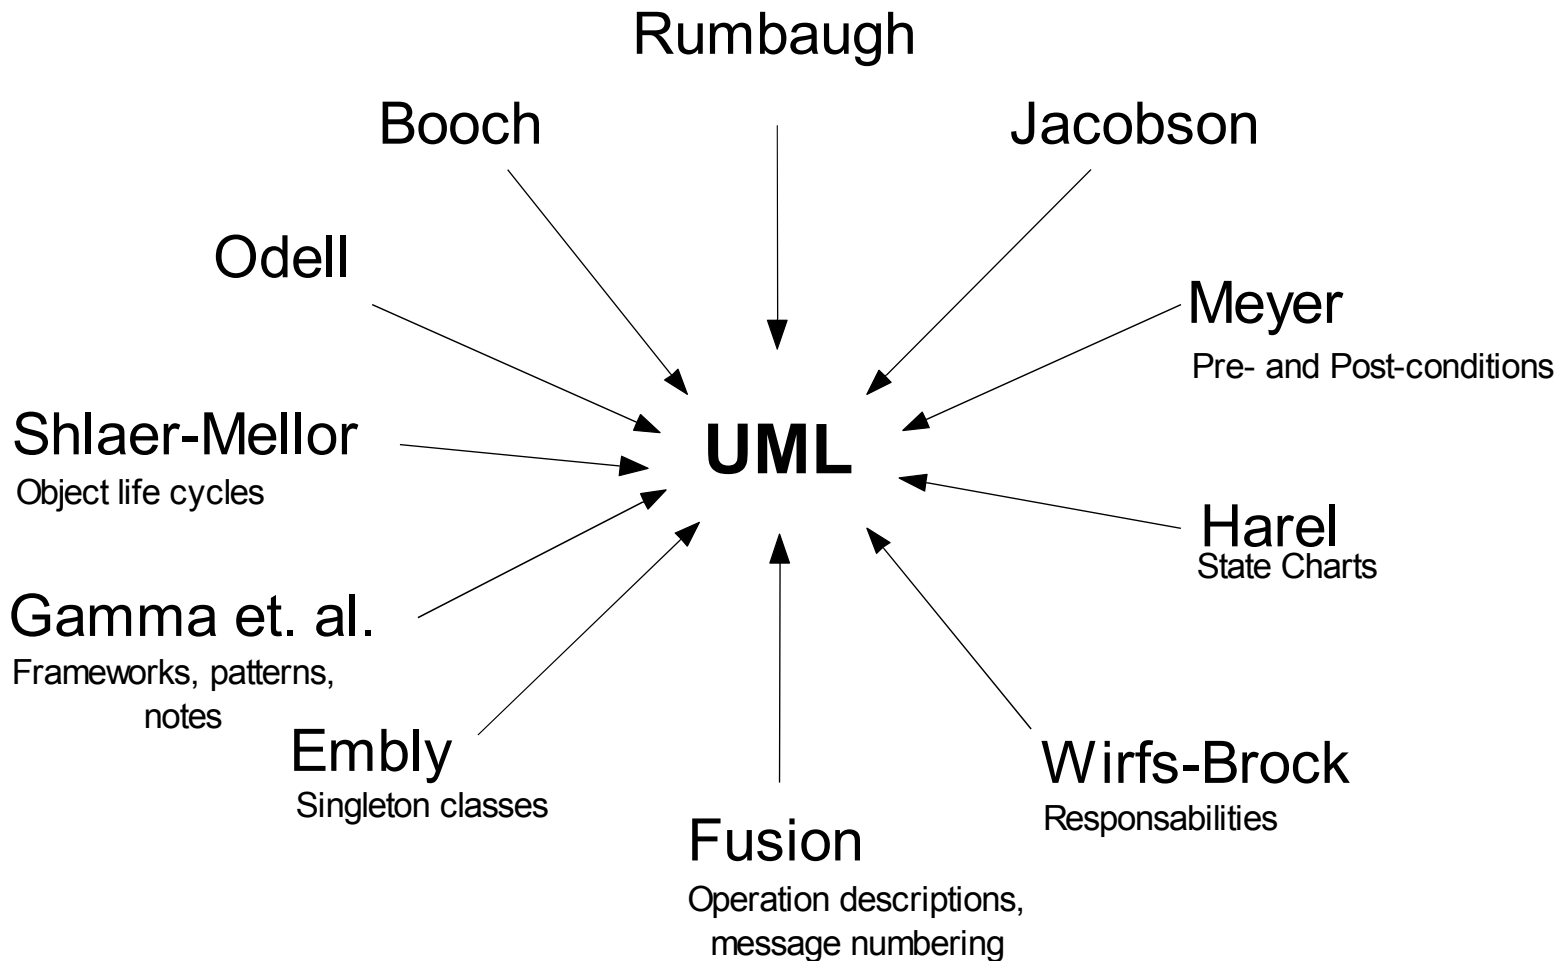 Rumbaugh
Booch
Jacobson
Odell
Meyer
Pre- and Post-conditions
Shlaer-Mellor
Object life cycles
UML
Harel
State Charts
Gamma et. al.
Frameworks, patterns,
notes
Embly
Singleton classes
Wirfs-Brock
Responsabilities
Fusion
Operation descriptions,
message numbering